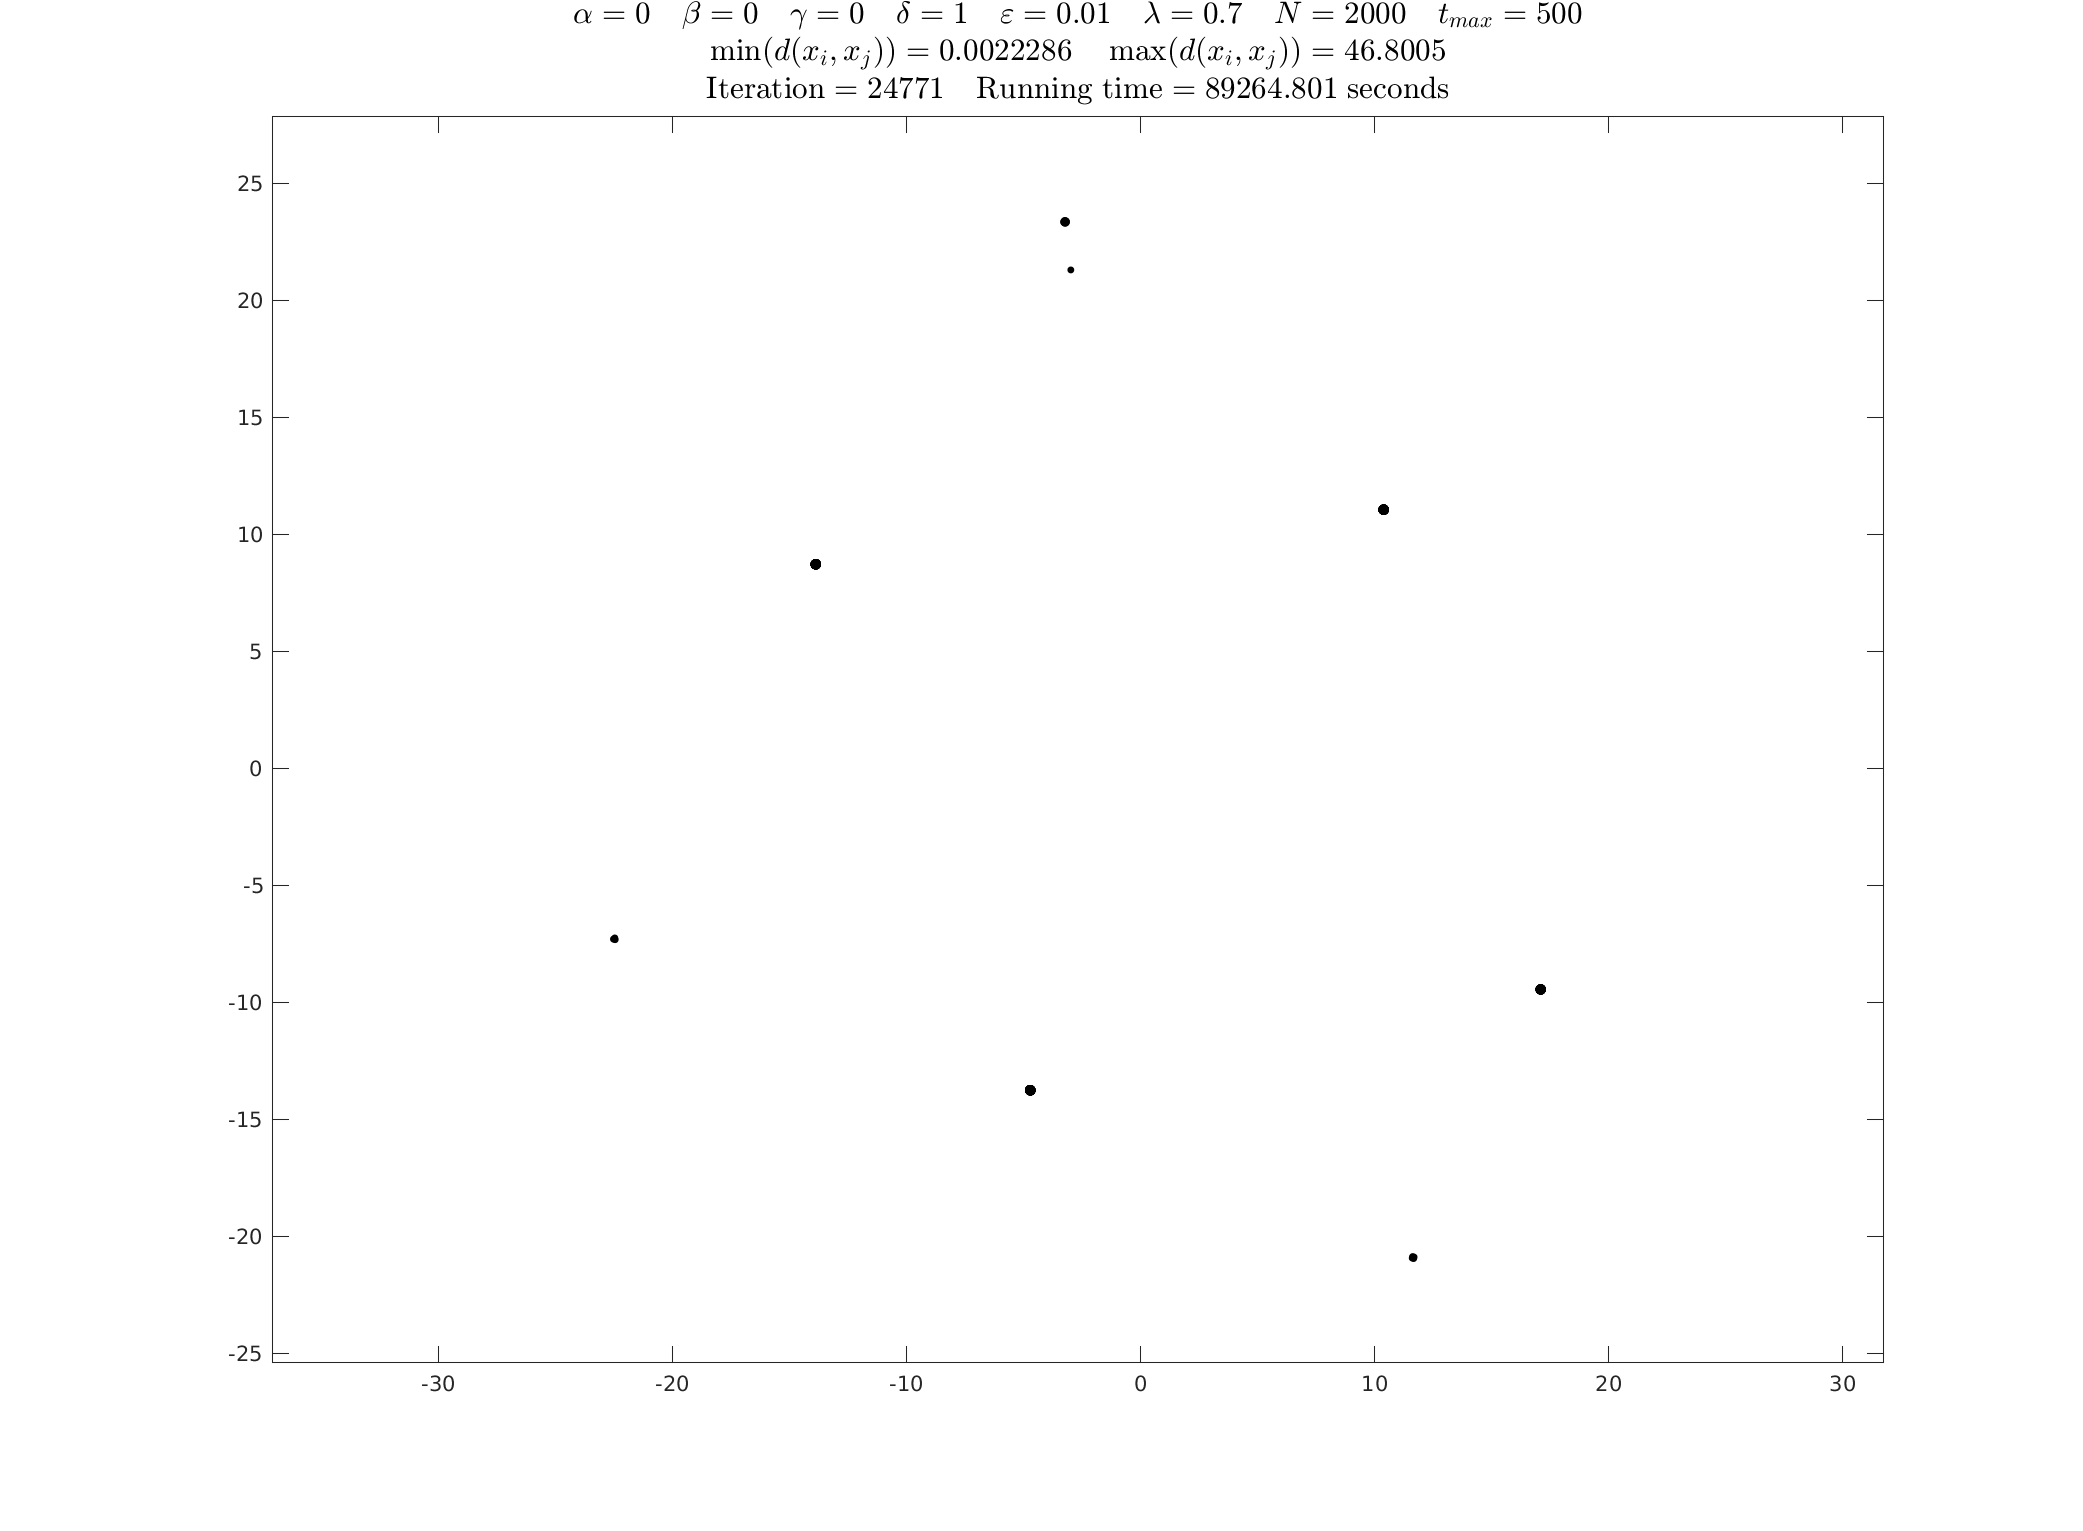 α = 0 β = 0 γ = 0 δ = 1 ε = 0.01 λ = 0.7 N = 2000 t_max = 500
min(d(x_i, x_j)) = 0.0022286 max(d(x_i, x_j)) = 46.8005
Iteration = 24771 Running time = 89264.801 seconds
25
20
15
10
5
0
-5
-10
-15
-20
-25
-30 -20 -10 0 10 20 30